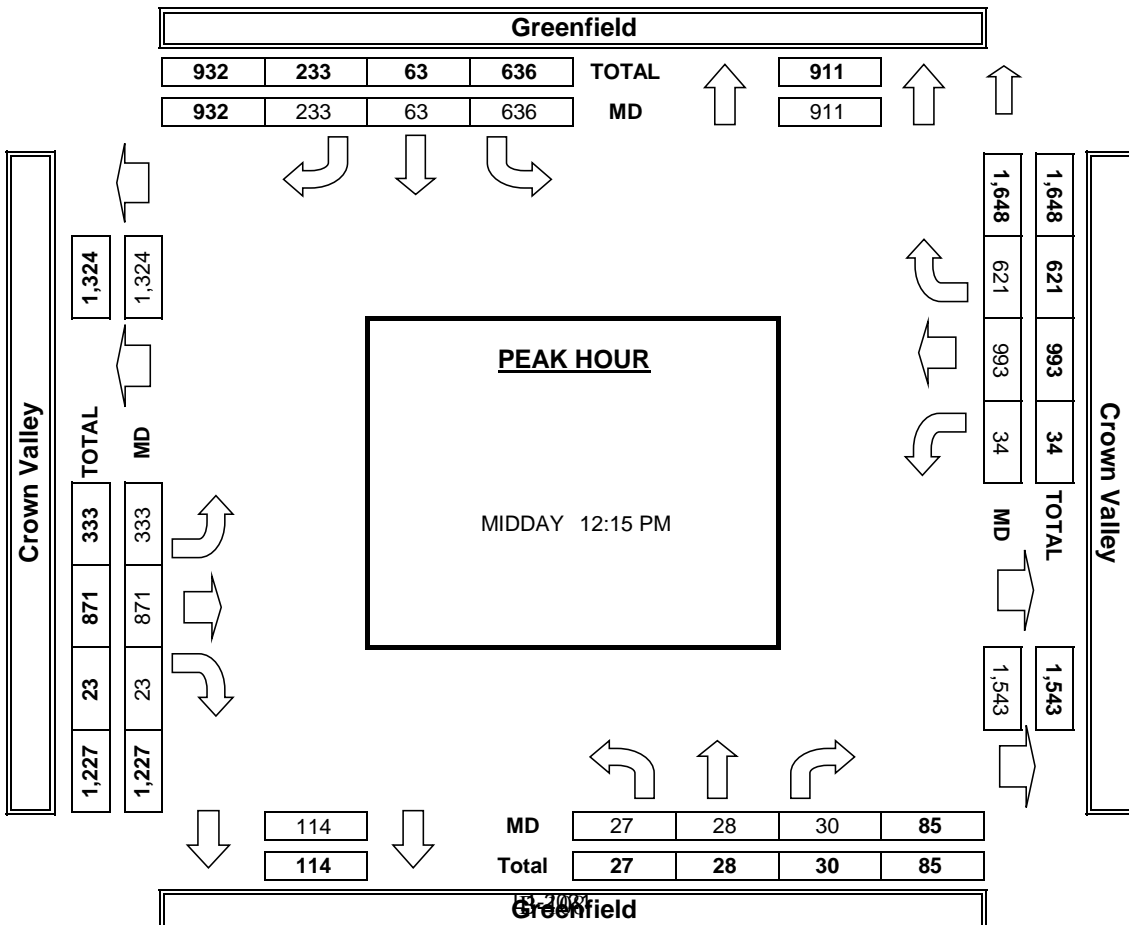 Greenfield
932 233 63 636 TOTAL 911
932 233 63 636 MD 911
Crown Valley
1,324 1,324
TOTAL MD
333 333
871 871
23 23
1,227 1,227
PEAK HOUR
MIDDAY 12:15 PM
1,648 1,648
621 621
993 993
34 34
MD TOTAL
1,543 1,543
Crown Valley
114 MD 27 28 30 85
114 Total 27 28 30 85
Greenfield